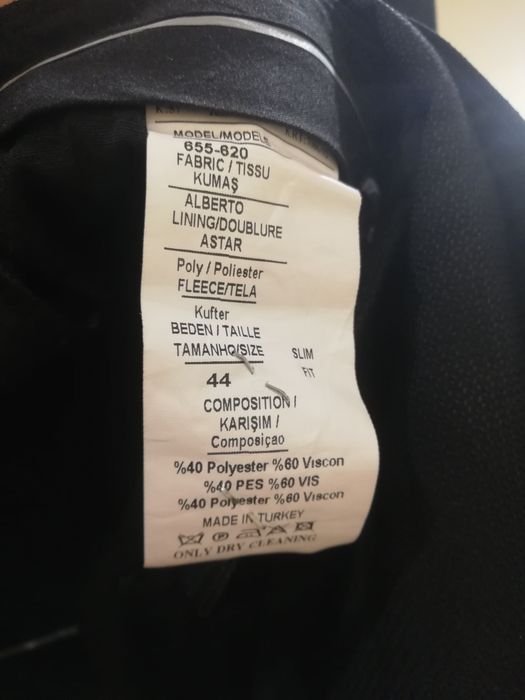 MODEL/MODELE
655-620
FABRIC / TISSU
KUMAŞ
ALBERTO
LINING/DOUBLURE
ASTAR
Poly / Poliester
FLEECE/TELA
Kufter
BEDEN / TAILLE
TAMANHO/SIZE
SLIM
FIT
44
COMPOSITION /
KARIŞIM /
Composiçao
%40 Polyester %60 Viscon
%40 PES %60 VIS
%40 Polyester %60 Viscon
MADE IN TURKEY
ONLY DRY CLEANING